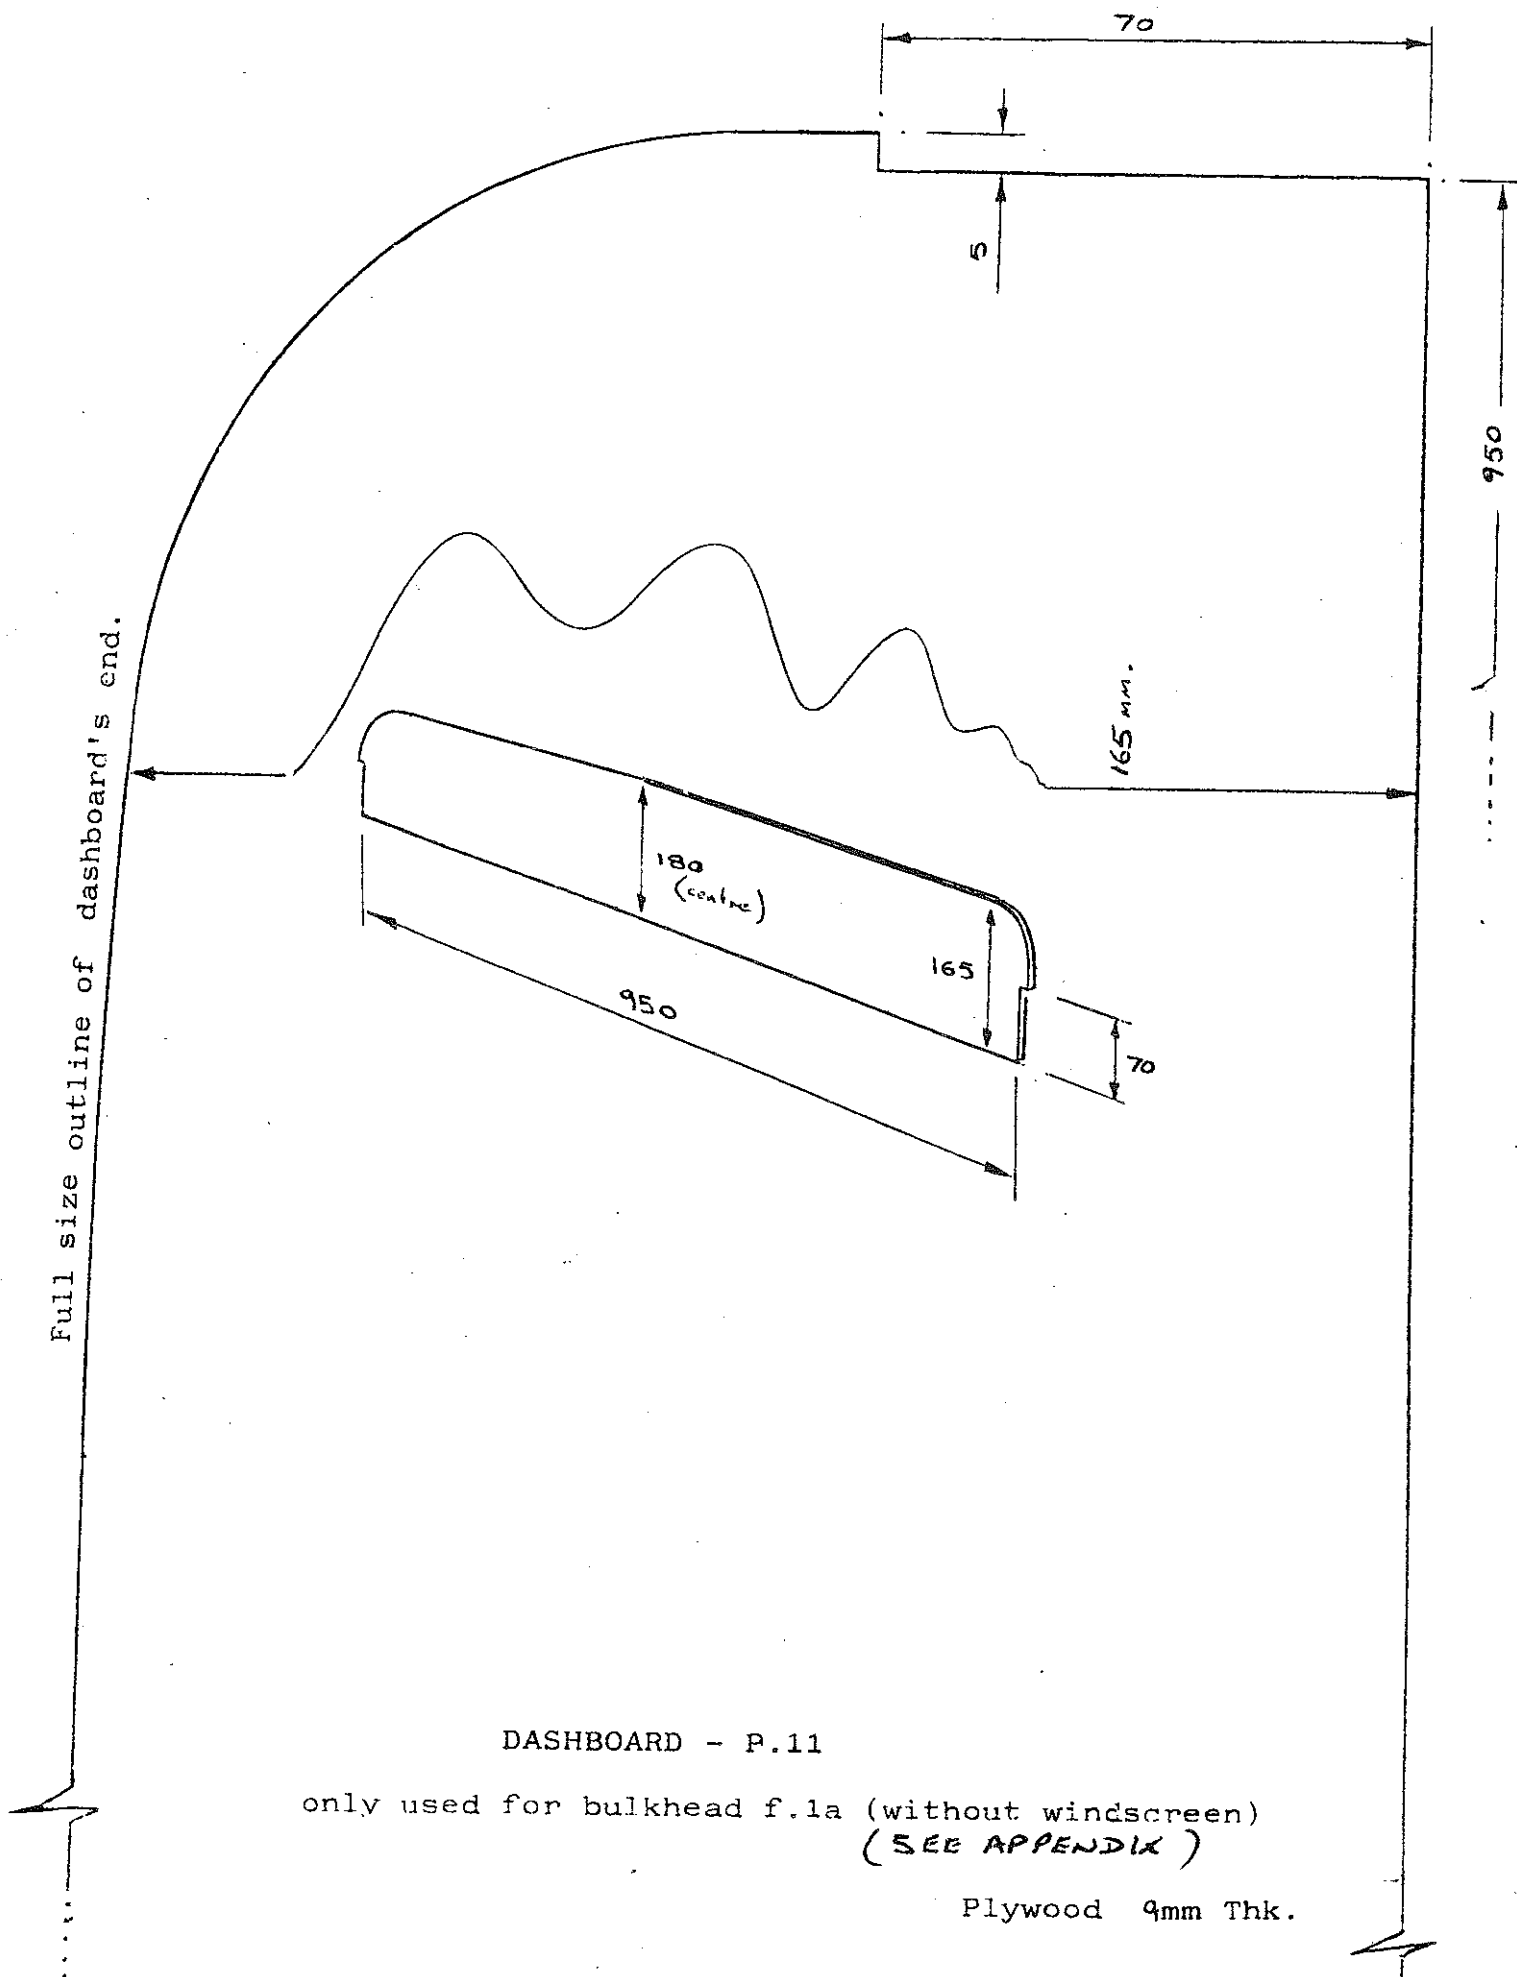 70
5
950
Full size outline of dashboard's end.
165 mm.
180
(centre)
165
950
70
DASHBOARD - P.11
only used for bulkhead f.1a (without windscreen)
(SEE APPENDIX)
Plywood 9mm Thk.